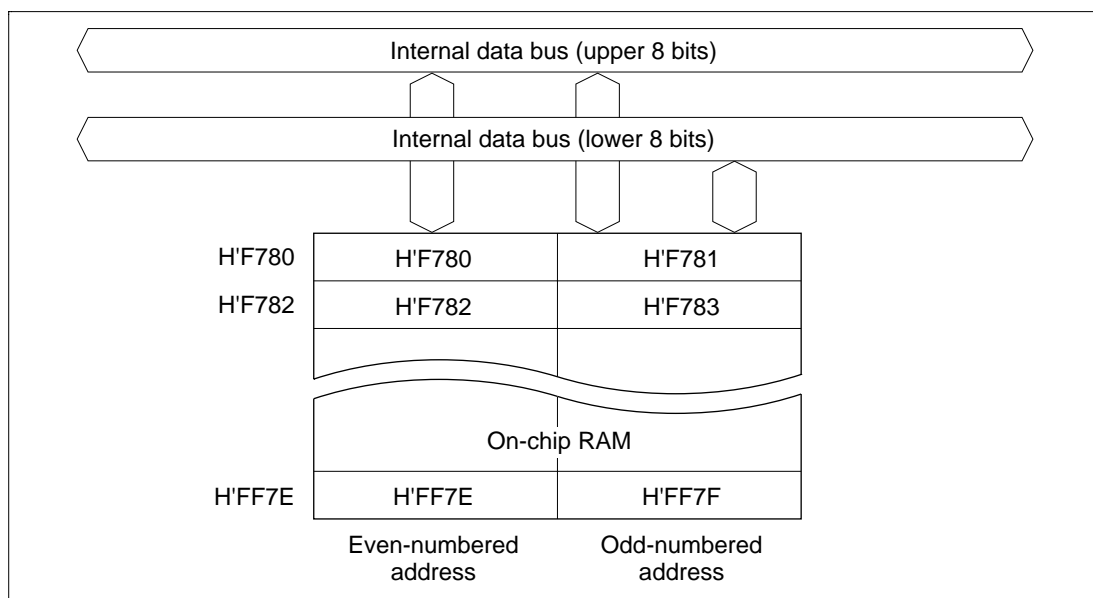 Internal data bus (upper 8 bits)
Internal data bus (lower 8 bits)
H'F780 H'F780 H'F781
H'F782 H'F782 H'F783
On-chip RAM
H'FF7E H'FF7E H'FF7F
Even-numbered address
Odd-numbered address